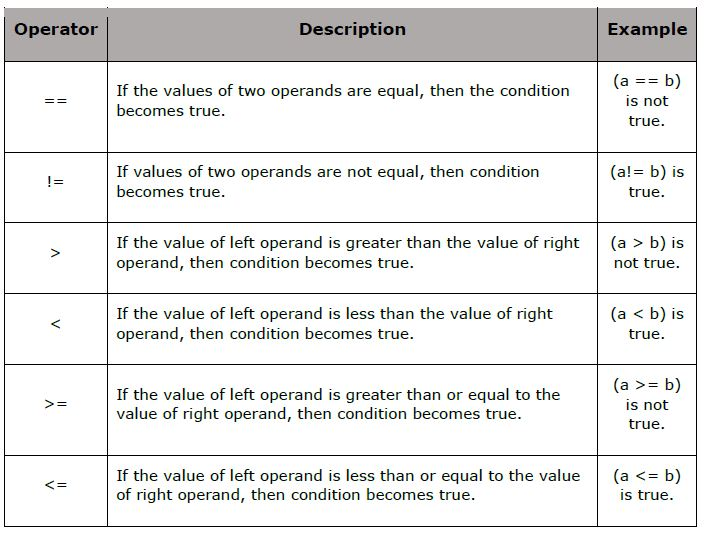 Operator Description Example
==
If the values of two operands are equal, then the condition
becomes true.
(a == b)
is not
true.
!=
If values of two operands are not equal, then condition
becomes true.
(a!= b) is
true.
>
If the value of left operand is greater than the value of right
operand, then condition becomes true.
(a > b) is
not true.
<
If the value of left operand is less than the value of right
operand, then condition becomes true.
(a < b) is
true.
>=
If the value of left operand is greater than or equal to the
value of right operand, then condition becomes true.
(a >= b)
is not
true.
<=
If the value of left operand is less than or equal to the value
of right operand, then condition becomes true.
(a <= b)
is true.